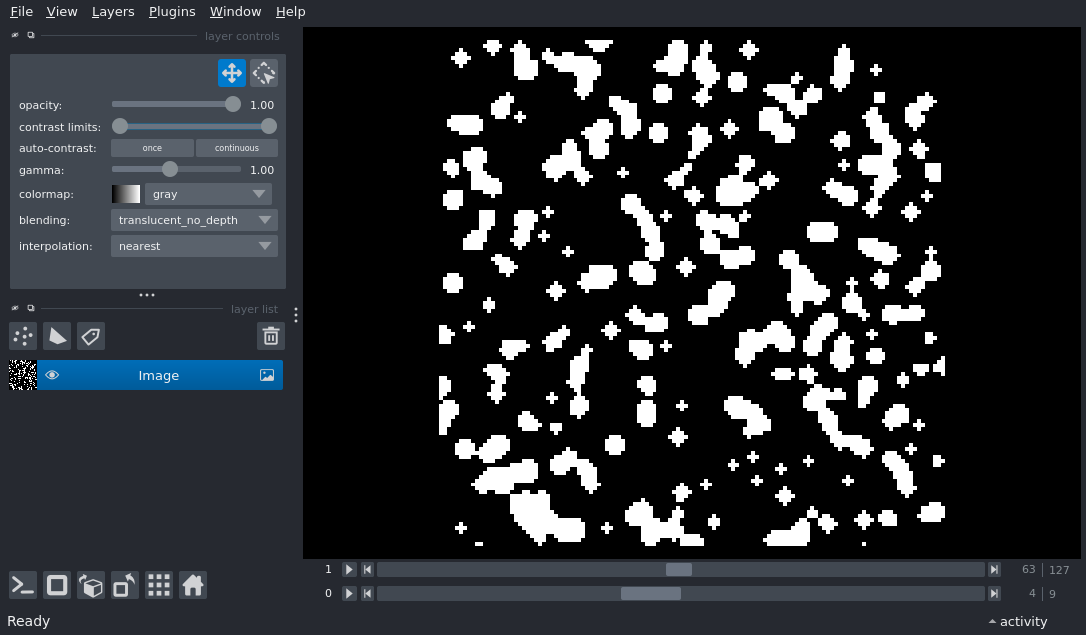 File View Layers Plugins Window Help
layer controls
opacity: 1.00
contrast limits:
auto-contrast: once continuous
gamma: 1.00
colormap: gray
blending: translucent_no_depth
interpolation: nearest
layer list
Image
1 63 127
0 4 9
Ready activity